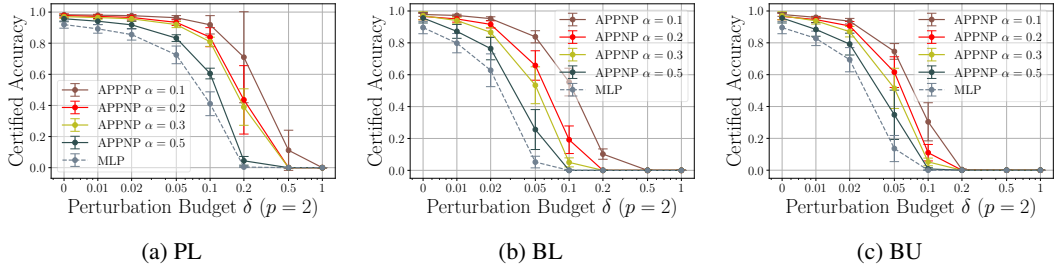 Certified Accuracy
1.0
0.8
0.6
0.4
0.2
0.0
APPNP α = 0.1
APPNP α = 0.2
APPNP α = 0.3
APPNP α = 0.5
MLP
0 0.01 0.02 0.05 0.1 0.2 0.5 1
Perturbation Budget δ (p = 2)
(a) PL
Certified Accuracy
1.0
0.8
0.6
0.4
0.2
0.0
APPNP α = 0.1
APPNP α = 0.2
APPNP α = 0.3
APPNP α = 0.5
MLP
0 0.01 0.02 0.05 0.1 0.2 0.5 1
Perturbation Budget δ (p = 2)
(b) BL
Certified Accuracy
1.0
0.8
0.6
0.4
0.2
0.0
APPNP α = 0.1
APPNP α = 0.2
APPNP α = 0.3
APPNP α = 0.5
MLP
0 0.01 0.02 0.05 0.1 0.2 0.5 1
Perturbation Budget δ (p = 2)
(c) BU